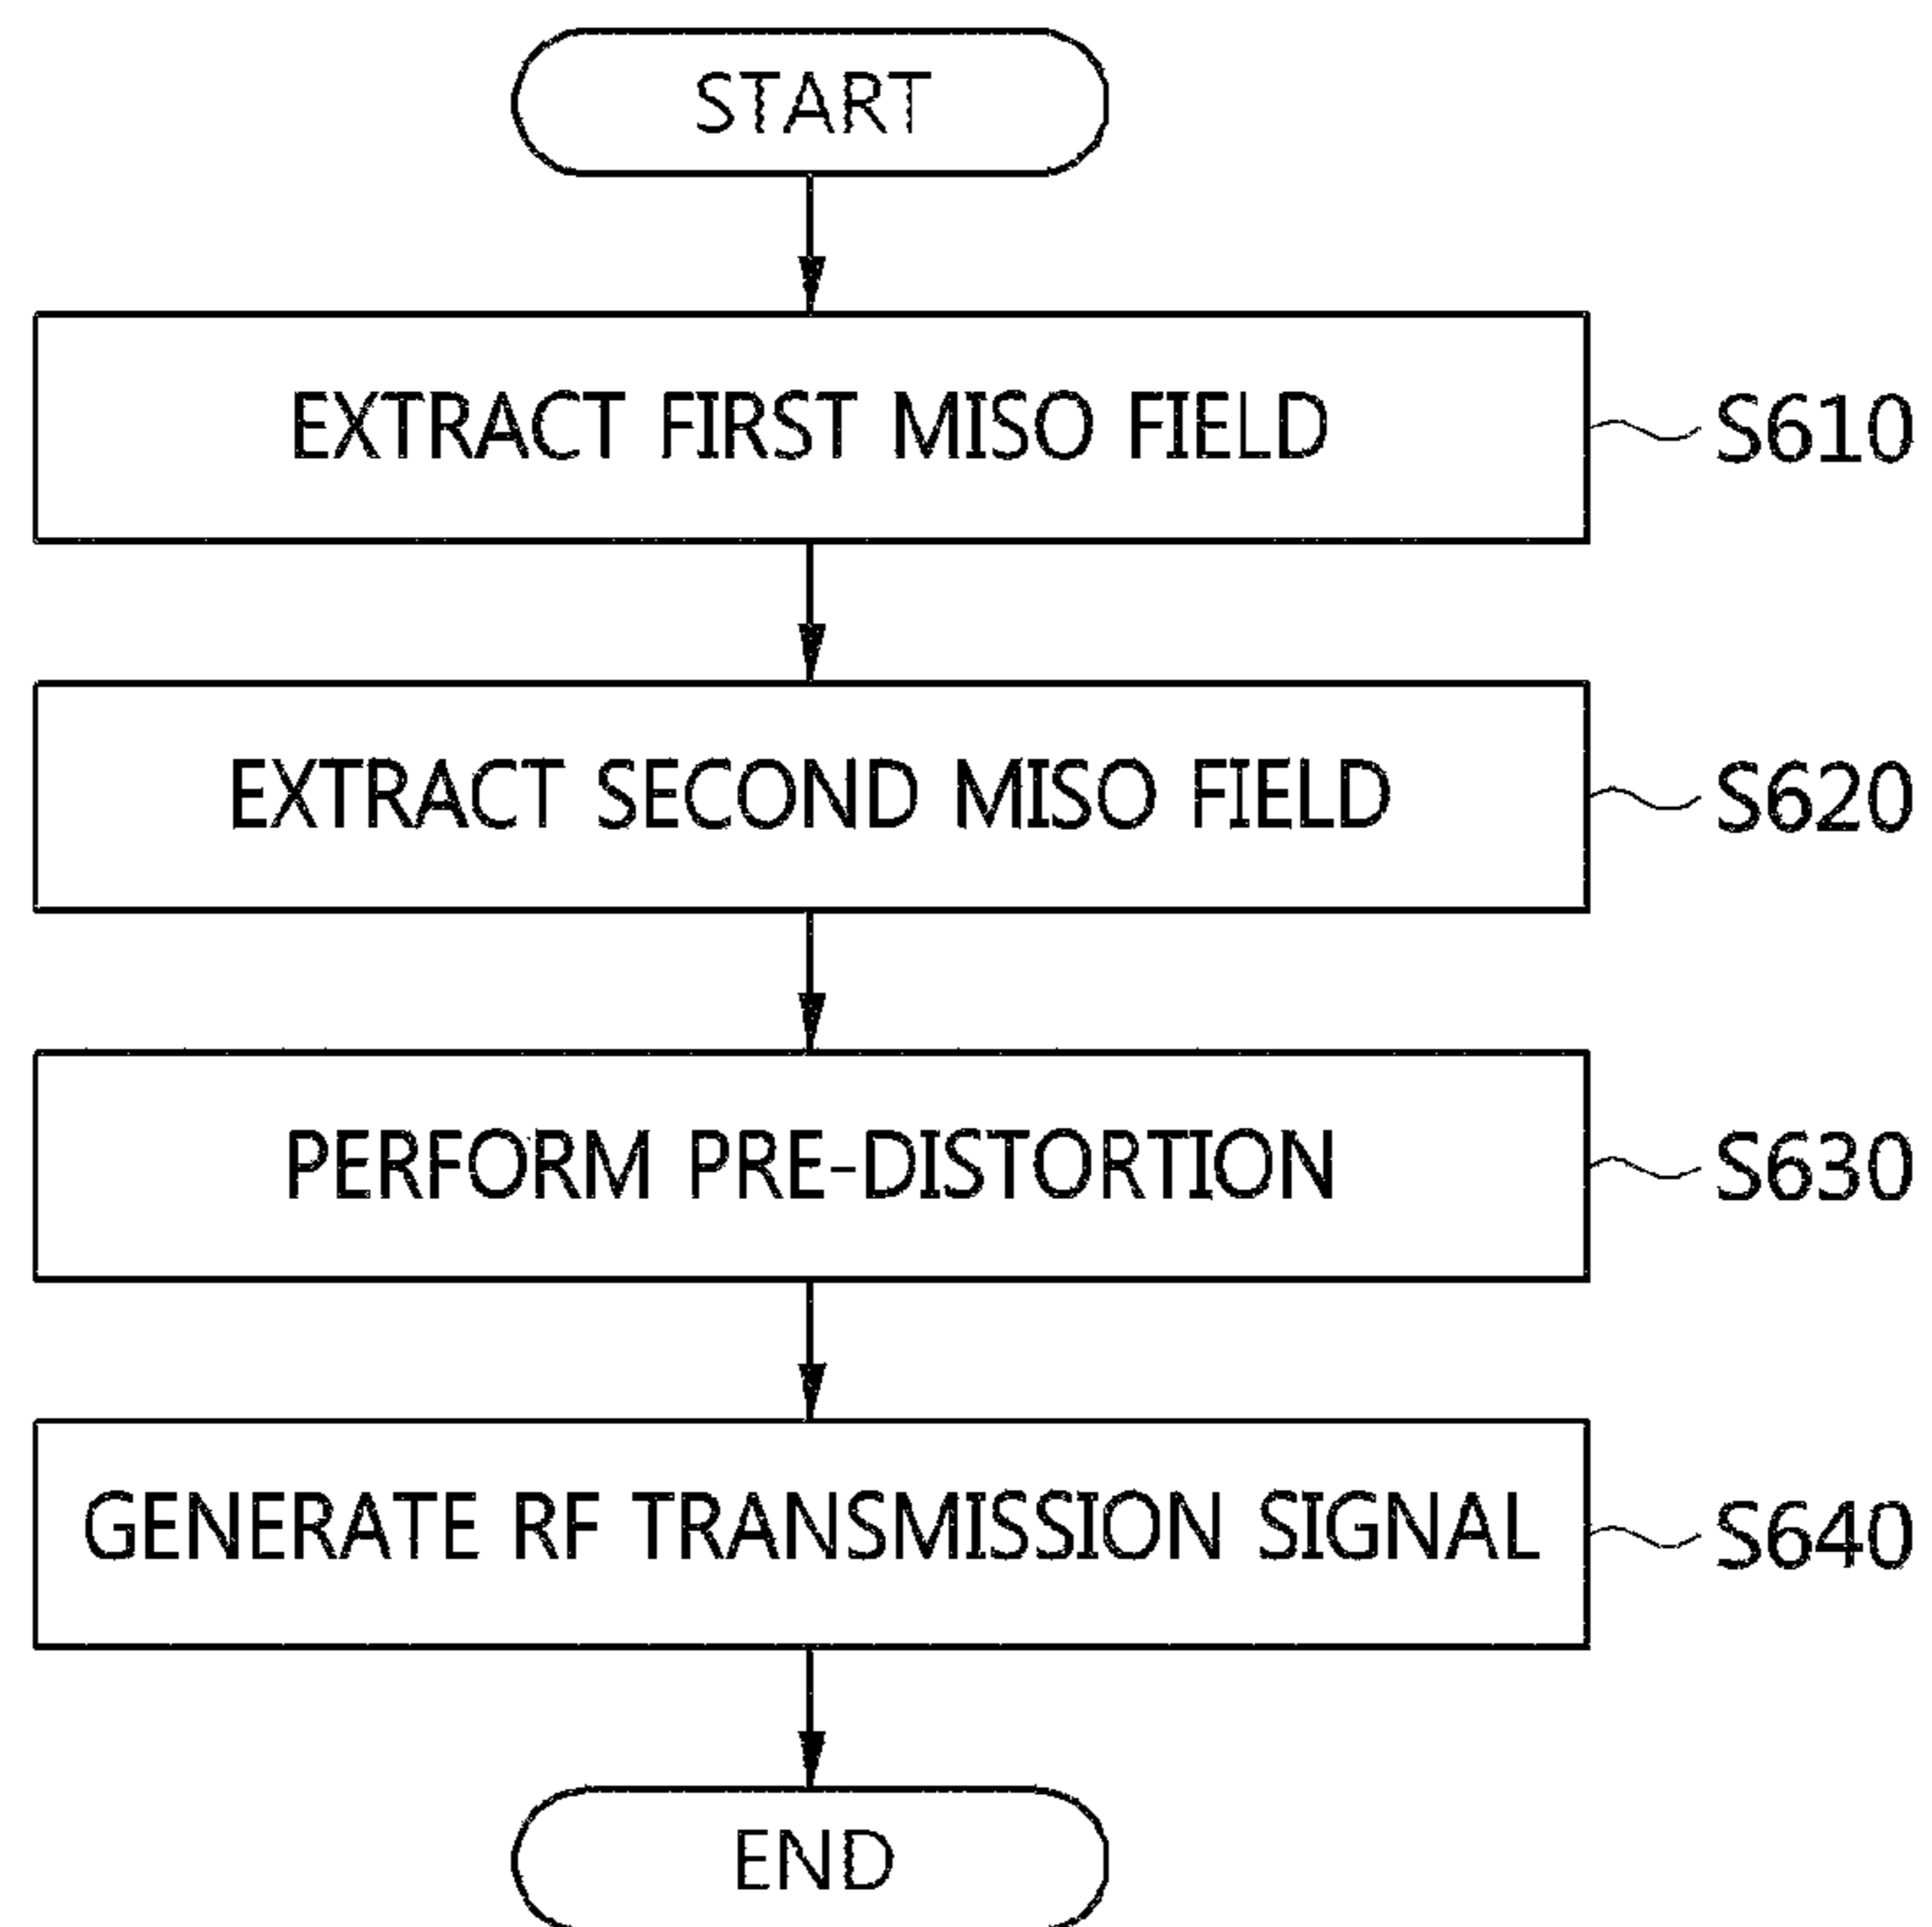 START
EXTRACT FIRST MISO FIELD
S610
EXTRACT SECOND MISO FIELD
S620
PERFORM PRE-DISTORTION
S630
GENERATE RF TRANSMISSION SIGNAL
S640
END